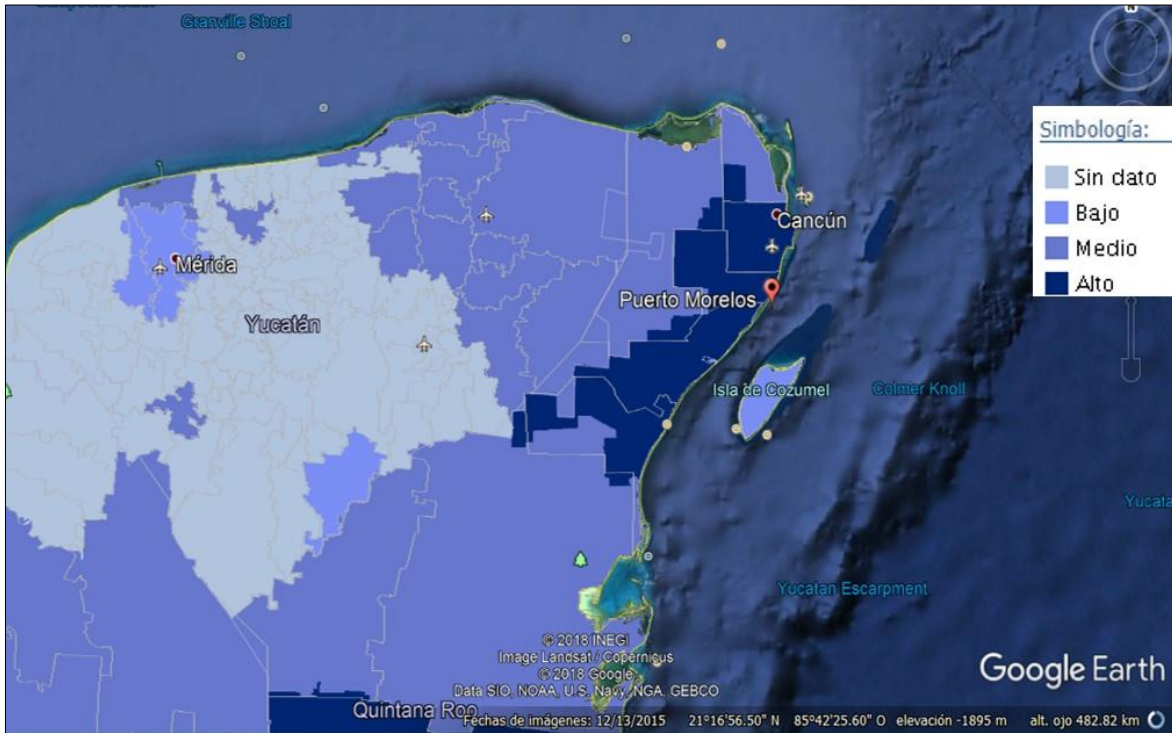 Granville Shoal
N
Simbología:
Sin dato
Bajo
Medio
Alto
Cancún
Mérida
Puerto Morelos
Yucatán
Isla de Cozumel
Colmer Knoll
Yucata
Yucatan Escarpment
© 2018 INEGI
Image Landsat / Copernicus
© 2018 Google
Data SIO, NOAA, U.S. Navy, NGA, GEBCO
Google Earth
Quintana Roo
Fechas de imágenes: 12/13/2015 21°16'56.50" N 85°42'25.60" O elevación -1895 m alt. ojo 482.82 km